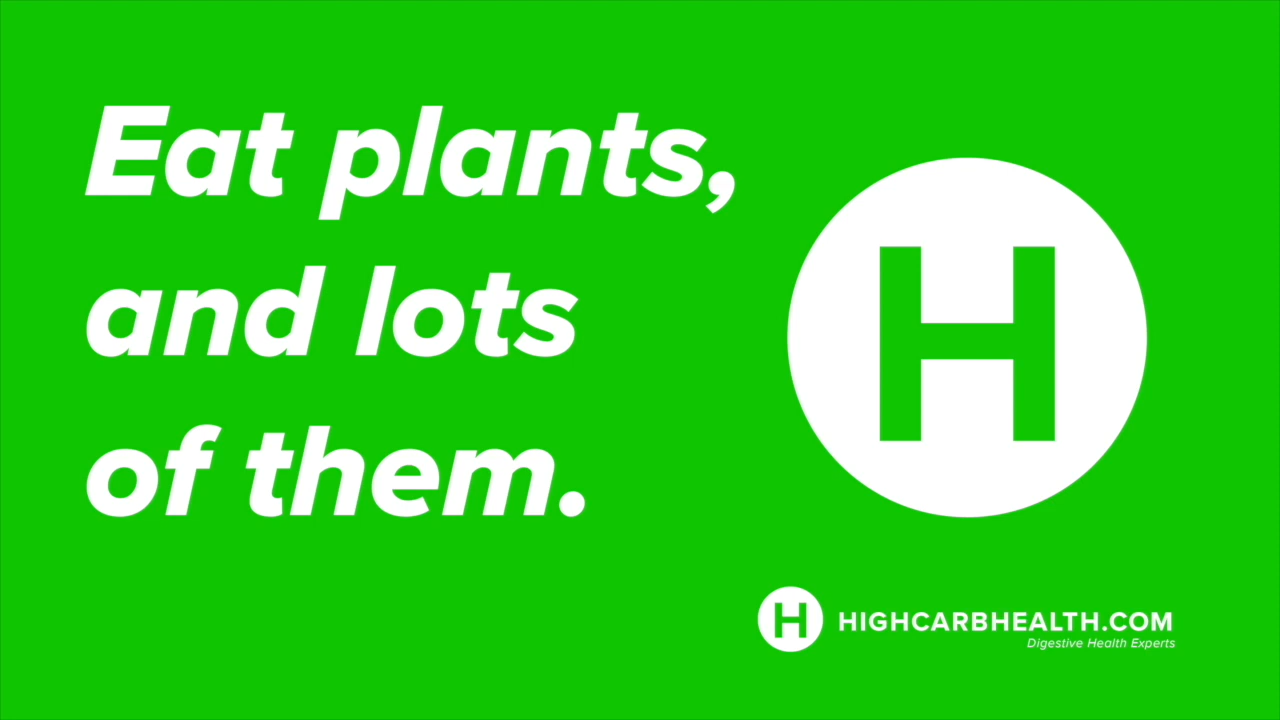 Eat plants,
and lots
of them.
H
H HIGHCARBHEALTH.COM
Digestive Health Experts